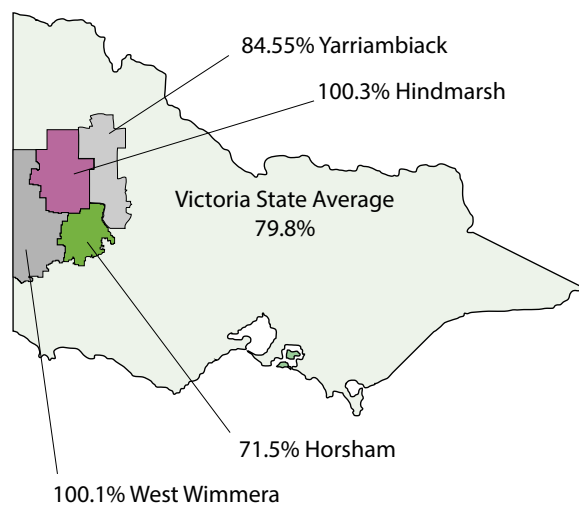 84.55% Yarriambiack
100.3% Hindmarsh
Victoria State Average
79.8%
71.5% Horsham
100.1% West Wimmera